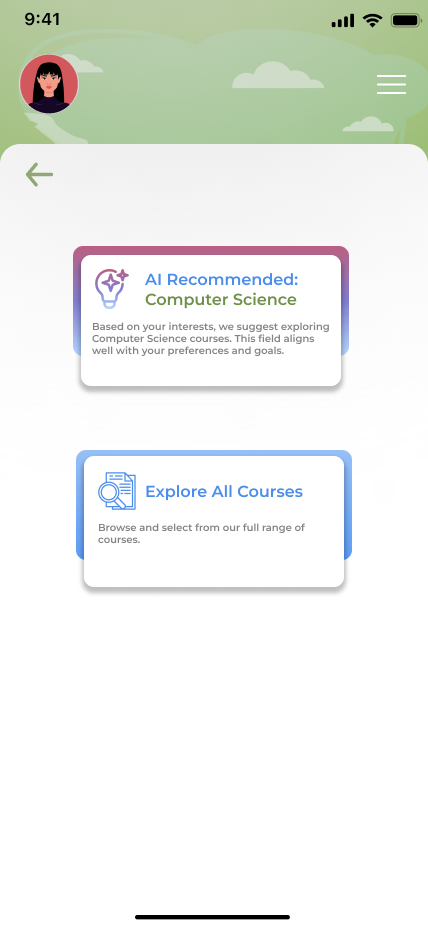 9:41
AI Recommended:
Computer Science
Based on your interests, we suggest exploring
Computer Science courses. This field aligns
well with your preferences and goals.
Explore All Courses
Browse and select from our full range of
courses.